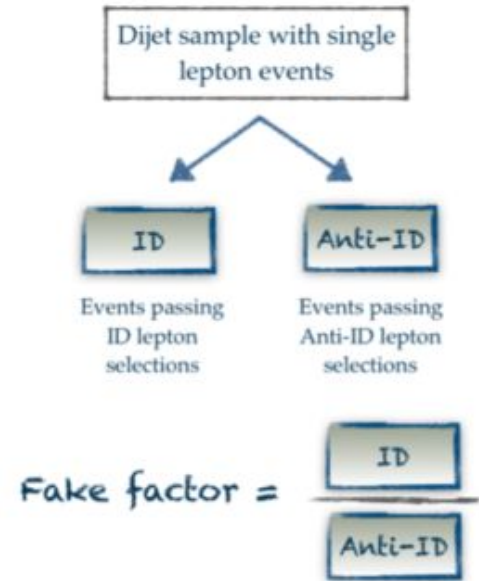 Dijet sample with single
lepton events
ID
Anti-ID
Events passing
ID lepton
selections
Events passing
Anti-ID lepton
selections
Fake factor =
ID
Anti-ID